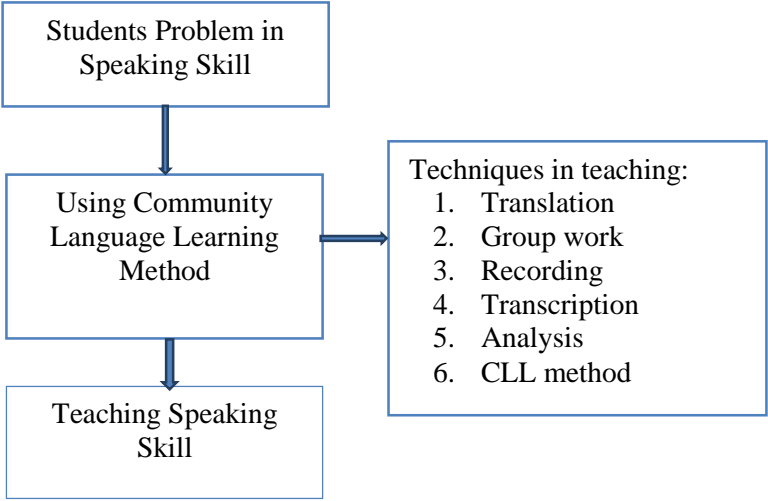 Students Problem in
Speaking Skill
Using Community
Language Learning
Method
Techniques in teaching:
1. Translation
2. Group work
3. Recording
4. Transcription
5. Analysis
6. CLL method
Teaching Speaking
Skill